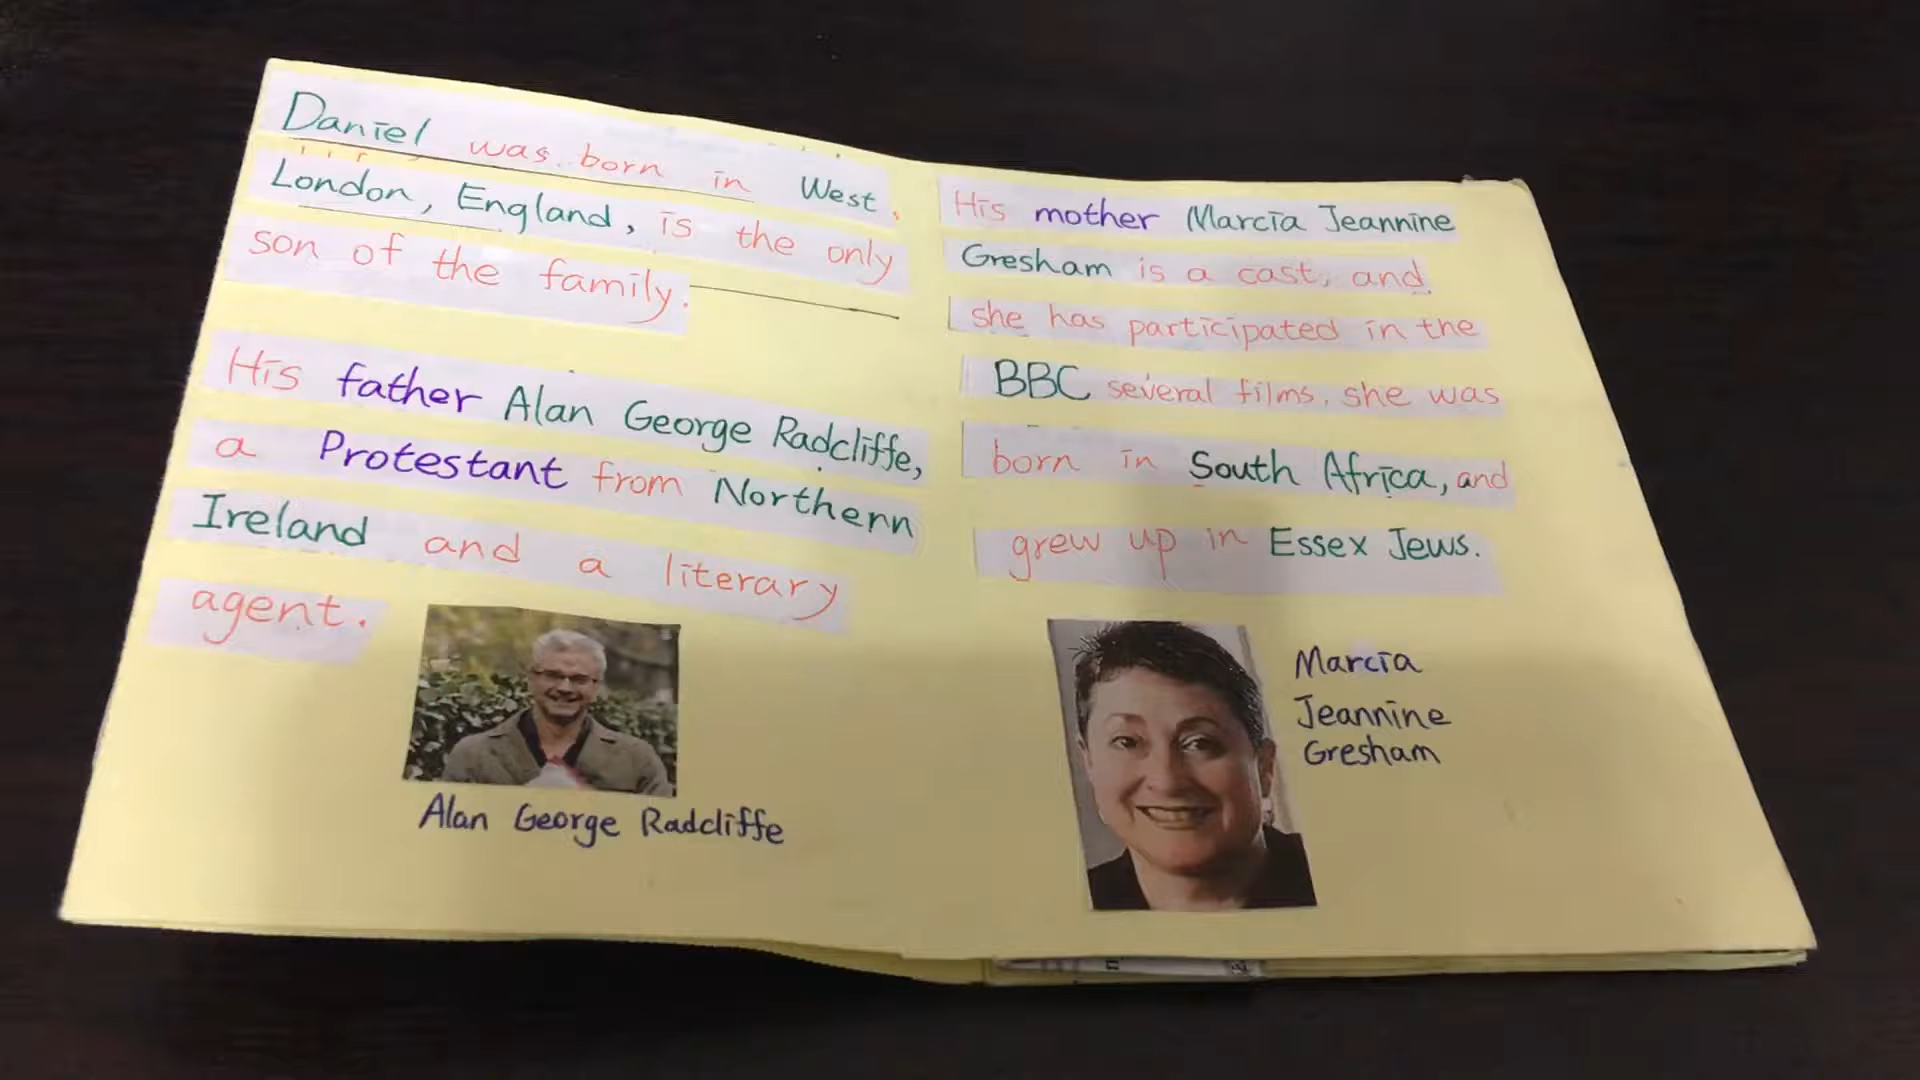 Daniel was born in West
London, England, is the only
son of the family.
His father Alan George Radcliffe,
a Protestant from Northern
Ireland and a literary
agent.
Alan George Radcliffe
His mother Marcia Jeannine
Gresham is a cast, and
she has participated in the
BBC several films. she was
born in South Africa, and
grew up in Essex Jews.
Marcia
Jeannine
Gresham